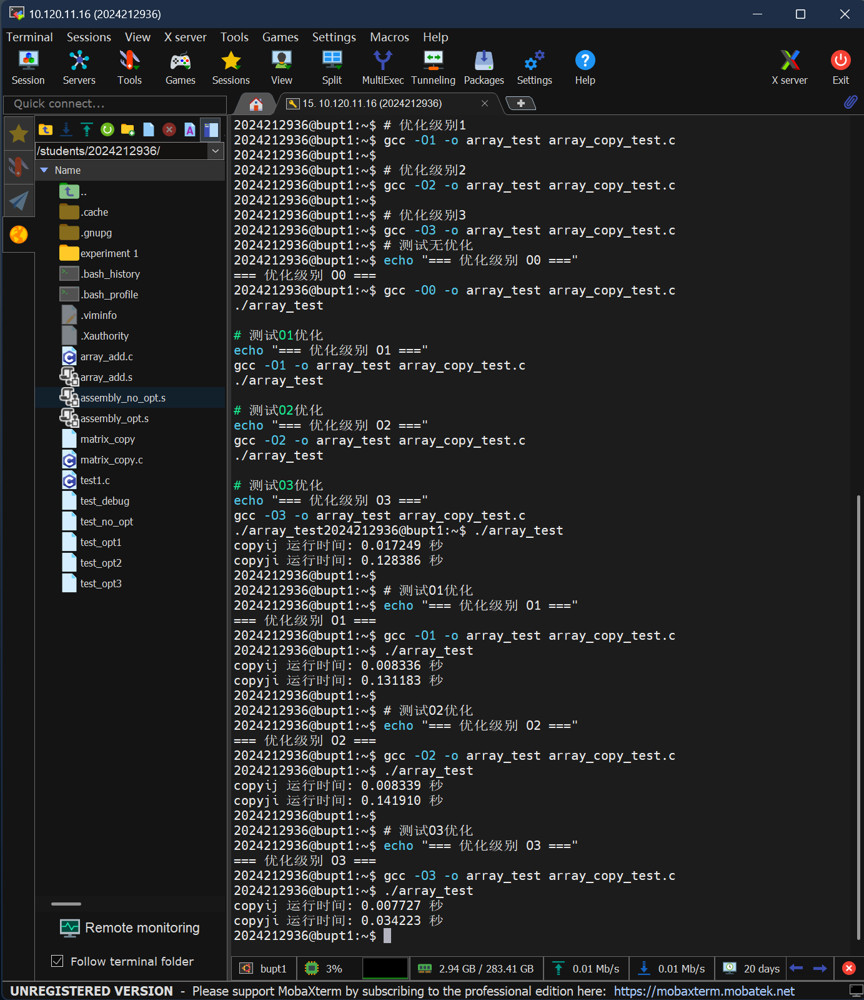 10.120.11.16 (2024212936)
Terminal Sessions View X server Tools Games Settings Macros Help
Session Servers Tools Games Sessions View Split MultiExec Tunneling Packages Settings Help X server Exit
Quick connect...
15. 10.120.11.16 (2024212936)
/students/2024212936/
Name
..
.cache
.gnupg
experiment 1
.bash_history
.bash_profile
.viminfo
.Xauthority
array_add.c
array_add.s
assembly_no_opt.s
assembly_opt.s
matrix_copy
matrix_copy.c
test1.c
test_debug
test_no_opt
test_opt1
test_opt2
test_opt3
Remote monitoring
Follow terminal folder
2024212936@bupt1:~$ # 优化级别1
2024212936@bupt1:~$ gcc -O1 -o array_test array_copy_test.c
2024212936@bupt1:~$
2024212936@bupt1:~$ # 优化级别2
2024212936@bupt1:~$ gcc -O2 -o array_test array_copy_test.c
2024212936@bupt1:~$
2024212936@bupt1:~$ # 优化级别3
2024212936@bupt1:~$ gcc -O3 -o array_test array_copy_test.c
2024212936@bupt1:~$ # 测试无优化
2024212936@bupt1:~$ echo "=== 优化级别 O0 ==="
=== 优化级别 O0 ===
2024212936@bupt1:~$ gcc -O0 -o array_test array_copy_test.c
./array_test
# 测试O1优化
echo "=== 优化级别 O1 ==="
gcc -O1 -o array_test array_copy_test.c
./array_test
# 测试O2优化
echo "=== 优化级别 O2 ==="
gcc -O2 -o array_test array_copy_test.c
./array_test
# 测试O3优化
echo "=== 优化级别 O3 ==="
gcc -O3 -o array_test array_copy_test.c
./array_test2024212936@bupt1:~$ ./array_test
copyij 运行时间: 0.017249 秒
copyji 运行时间: 0.128386 秒
2024212936@bupt1:~$
2024212936@bupt1:~$ # 测试O1优化
2024212936@bupt1:~$ echo "=== 优化级别 O1 ==="
=== 优化级别 O1 ===
2024212936@bupt1:~$ gcc -O1 -o array_test array_copy_test.c
2024212936@bupt1:~$ ./array_test
copyij 运行时间: 0.008336 秒
copyji 运行时间: 0.131183 秒
2024212936@bupt1:~$
2024212936@bupt1:~$ # 测试O2优化
2024212936@bupt1:~$ echo "=== 优化级别 O2 ==="
=== 优化级别 O2 ===
2024212936@bupt1:~$ gcc -O2 -o array_test array_copy_test.c
2024212936@bupt1:~$ ./array_test
copyij 运行时间: 0.008339 秒
copyji 运行时间: 0.141910 秒
2024212936@bupt1:~$
2024212936@bupt1:~$ # 测试O3优化
2024212936@bupt1:~$ echo "=== 优化级别 O3 ==="
=== 优化级别 O3 ===
2024212936@bupt1:~$ gcc -O3 -o array_test array_copy_test.c
2024212936@bupt1:~$ ./array_test
copyij 运行时间: 0.007727 秒
copyji 运行时间: 0.034223 秒
2024212936@bupt1:~$
bupt1 3% 2.94 GB / 283.41 GB 0.01 Mb/s 0.01 Mb/s 20 days
UNREGISTERED VERSION - Please support MobaXterm by subscribing to the professional edition here: https://mobaxterm.mobatek.net